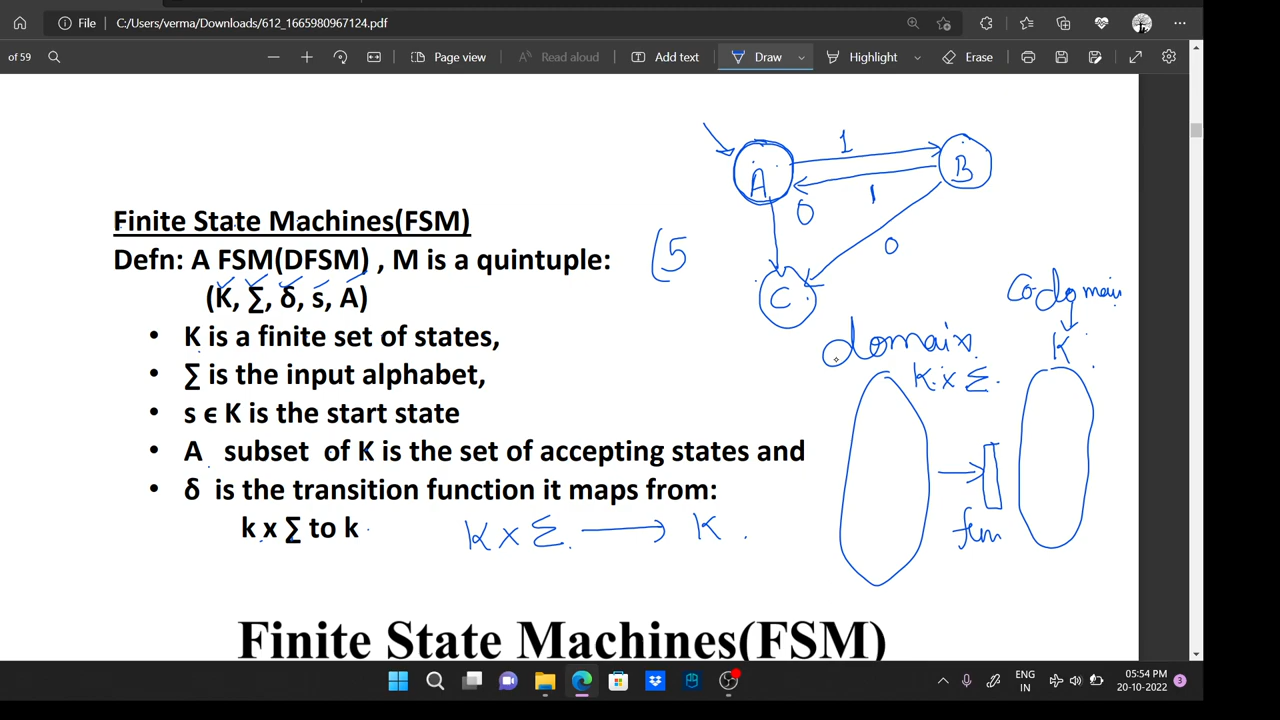 File C:/Users/verma/Downloads/612_1665980967124.pdf
of 59 Page view Read aloud Add text Draw Highlight Erase
1
A B
1
0
0
C
Finite State Machines(FSM)
Defn: A FSM(DFSM) , M is a quintuple:
(5
(K, ∑, δ, s, A)
Co-domain
K is a finite set of states,
domain
K
∑ is the input alphabet,
K x Σ
s ϵ K is the start state
A subset of K is the set of accepting states and
δ is the transition function it maps from:
k x ∑ to k
K x Σ → K
Finite State Machines(FSM)
ENG
IN
05:54 PM
20-10-2022
3